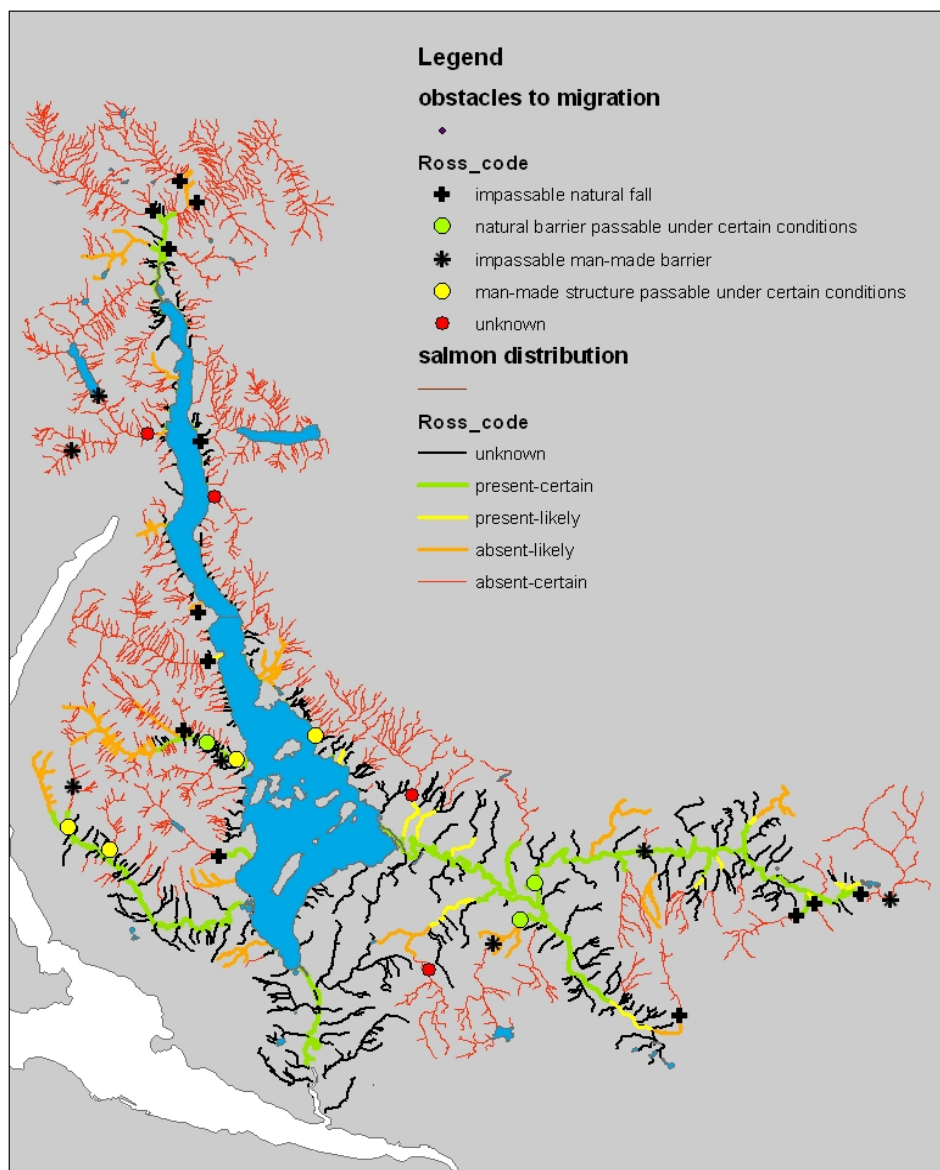 Legend
obstacles to migration
Ross_code
impassable natural fall
natural barrier passable under certain conditions
impassable man-made barrier
man-made structure passable under certain conditions
unknown
salmon distribution
Ross_code
unknown
present-certain
present-likely
absent-likely
absent-certain